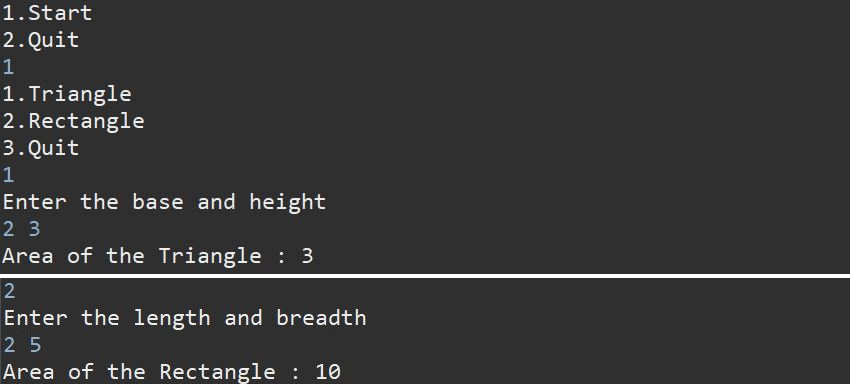 1.Start
2.Quit
1
1.Triangle
2.Rectangle
3.Quit
1
Enter the base and height
2 3
Area of the Triangle : 3
2
Enter the length and breadth
2 5
Area of the Rectangle : 10